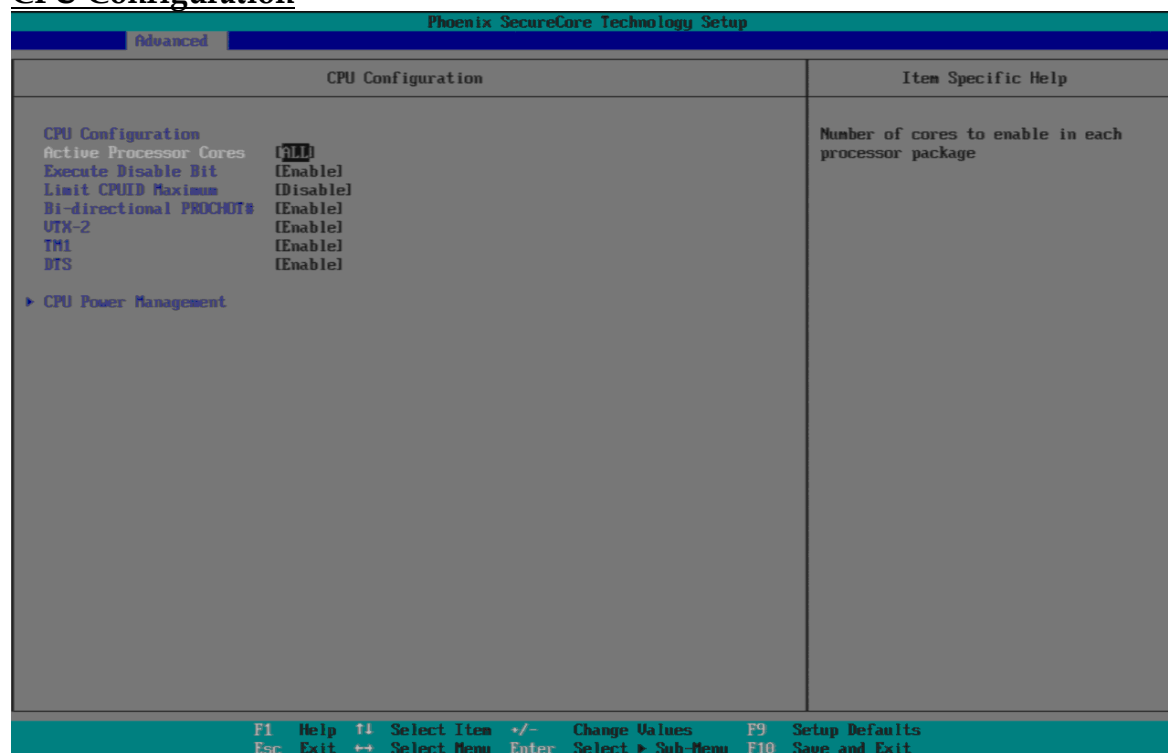 CPU Configuration
Phoenix SecureCore Technology Setup
Advanced
CPU Configuration
Item Specific Help
CPU Configuration
Active Processor Cores [ALL]
Execute Disable Bit [Enable]
Limit CPUID Maximum [Disable]
Bi-directional PROCHOT# [Enable]
VTX-2 [Enable]
TM1 [Enable]
DTS [Enable]
▶ CPU Power Management
Number of cores to enable in each
processor package
F1 Help ↑↓ Select Item +/- Change Values F9 Setup Defaults
Esc Exit ↔ Select Menu Enter Select ▶ Sub-Menu F10 Save and Exit